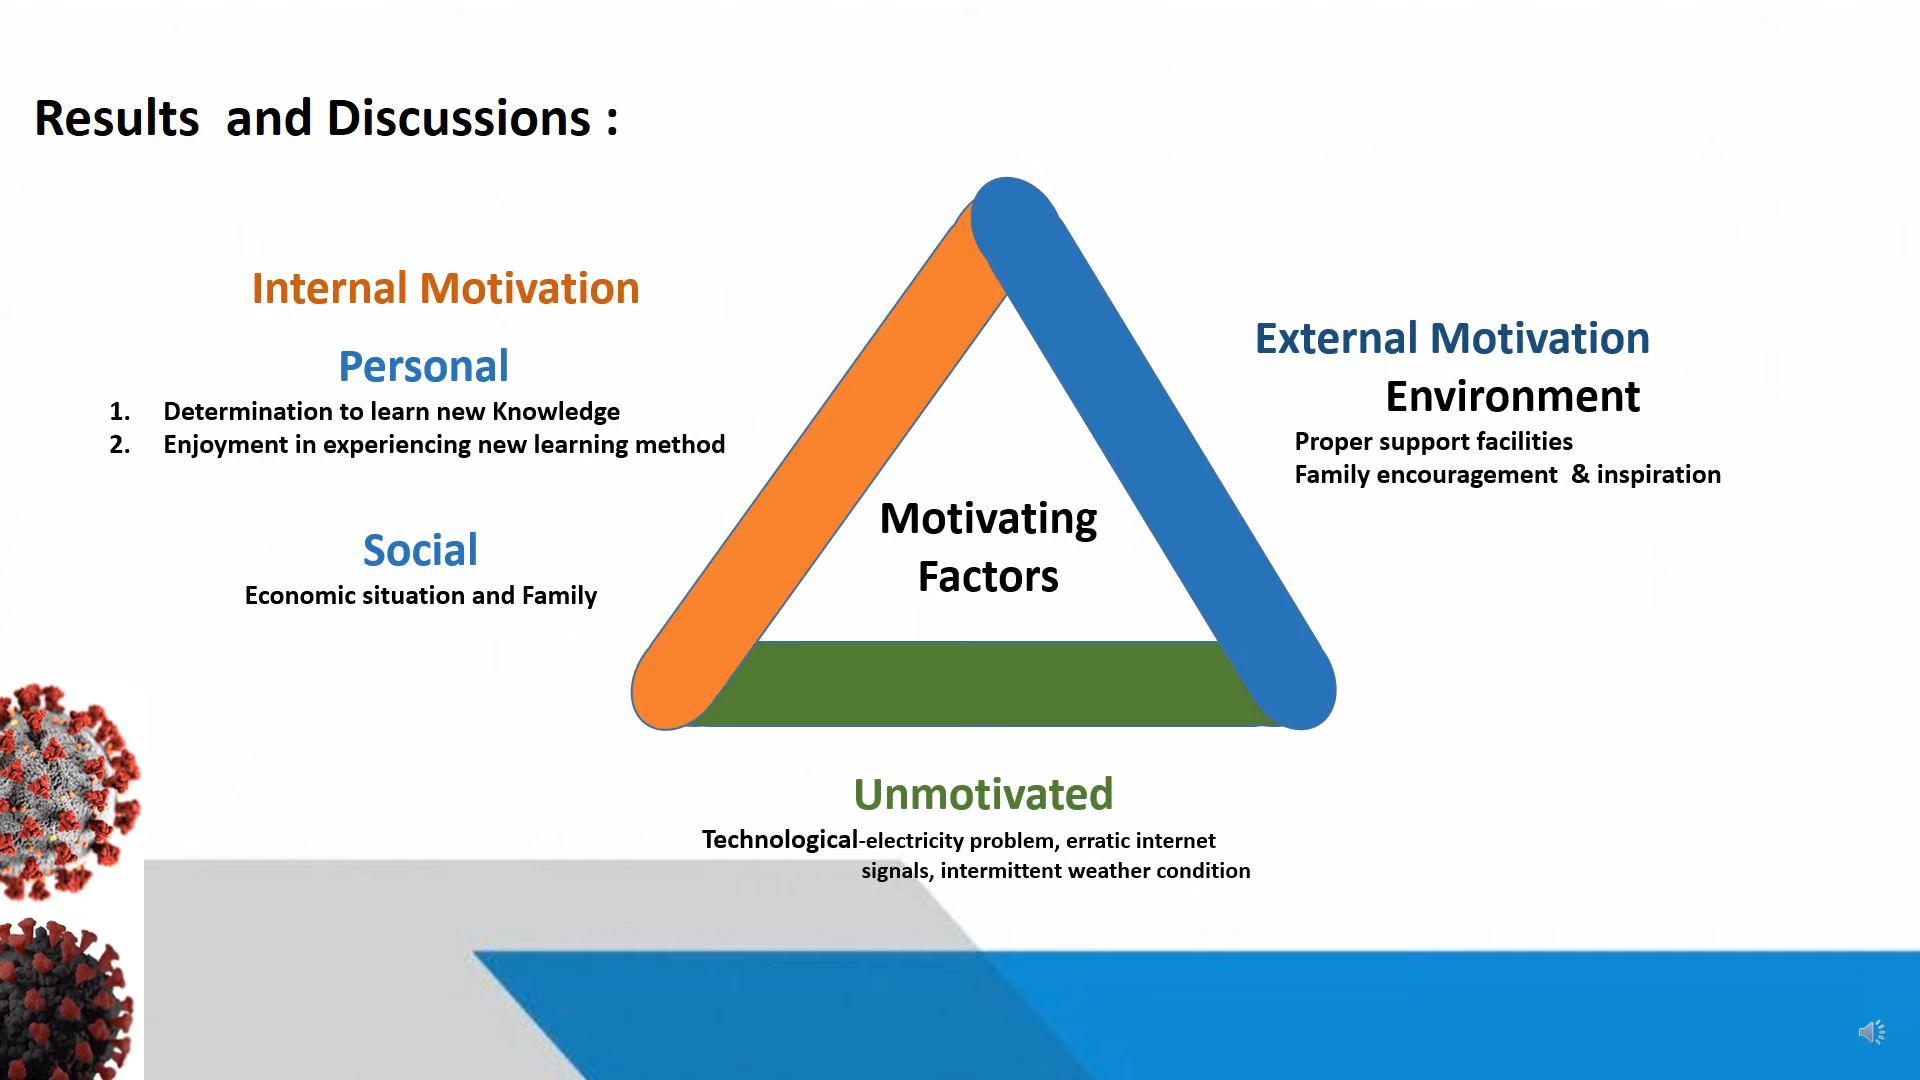 Results and Discussions :
Internal Motivation
Personal
1. Determination to learn new Knowledge
2. Enjoyment in experiencing new learning method
Social
Economic situation and Family
Motivating
Factors
External Motivation
Environment
Proper support facilities
Family encouragement & inspiration
Unmotivated
Technological-electricity problem, erratic internet
signals, intermittent weather condition